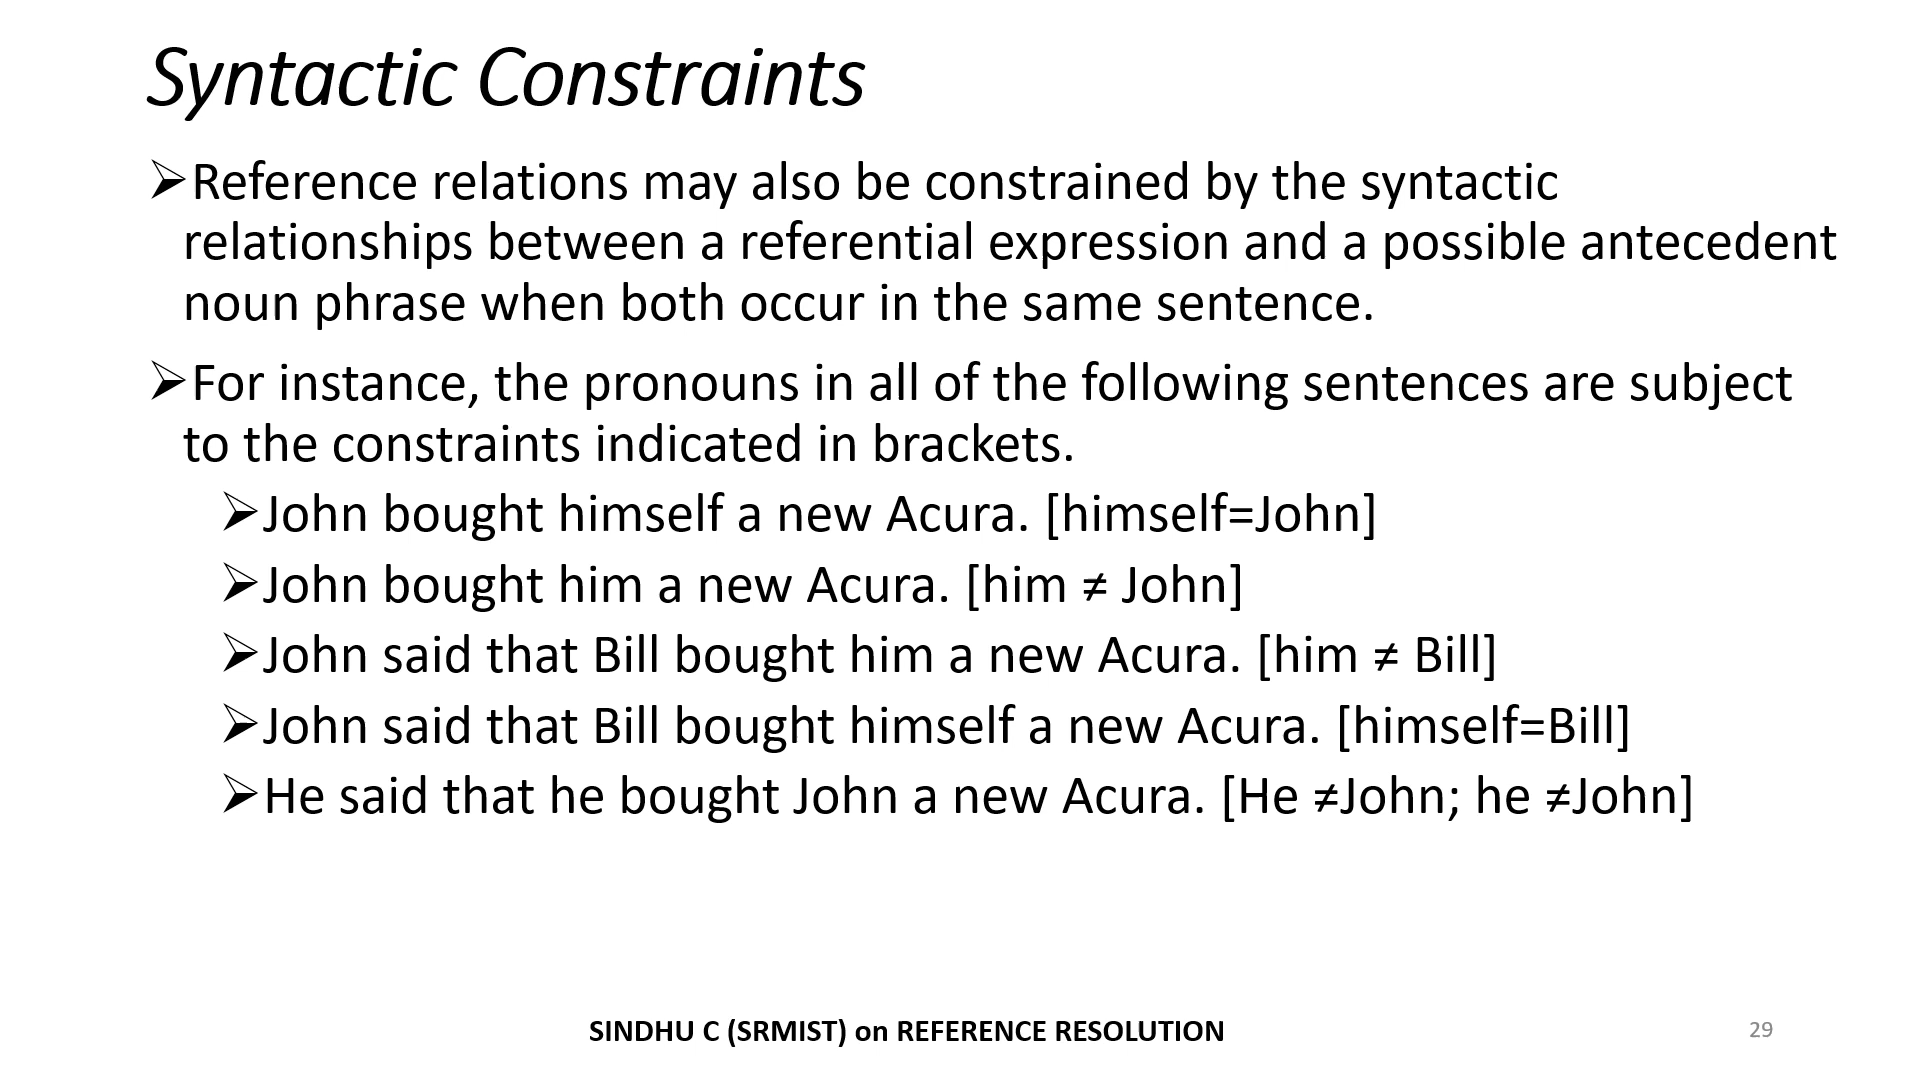 Syntactic Constraints
➢Reference relations may also be constrained by the syntactic
relationships between a referential expression and a possible antecedent
noun phrase when both occur in the same sentence.
➢For instance, the pronouns in all of the following sentences are subject
to the constraints indicated in brackets.
➢John bought himself a new Acura. [himself=John]
➢John bought him a new Acura. [him ≠ John]
➢John said that Bill bought him a new Acura. [him ≠ Bill]
➢John said that Bill bought himself a new Acura. [himself=Bill]
➢He said that he bought John a new Acura. [He ≠John; he ≠John]
SINDHU C (SRMIST) on REFERENCE RESOLUTION
29